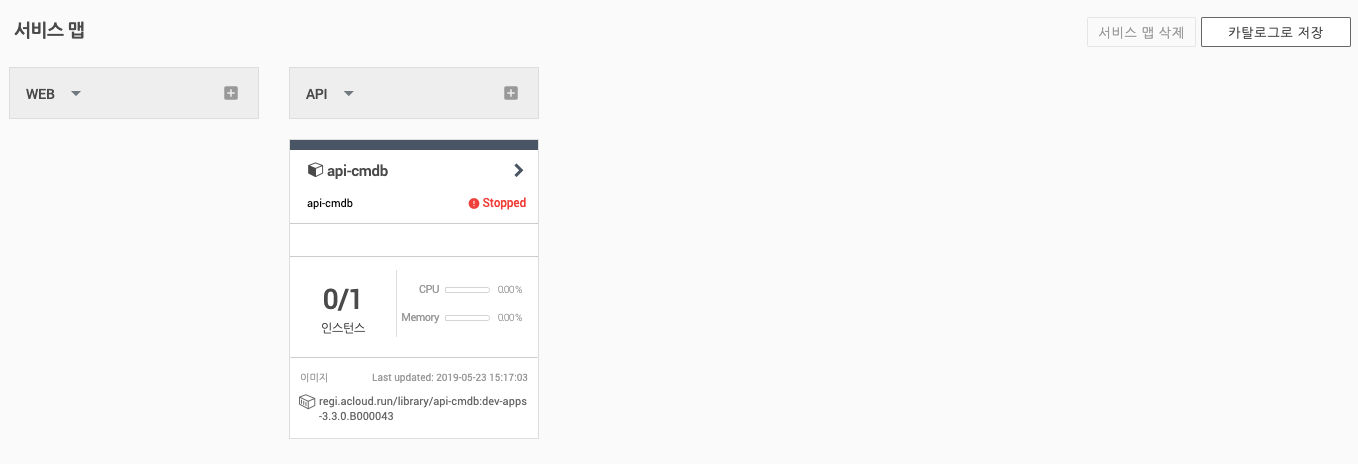 서비스 맵
서비스 맵 삭제
카탈로그로 저장
WEB
API
api-cmdb
api-cmdb
Stopped
0/1
인스턴스
CPU
0.00%
Memory
0.00%
이미지
Last updated: 2019-05-23 15:17:03
regi.acloud.run/library/api-cmdb:dev-apps
-3.3.0.B000043